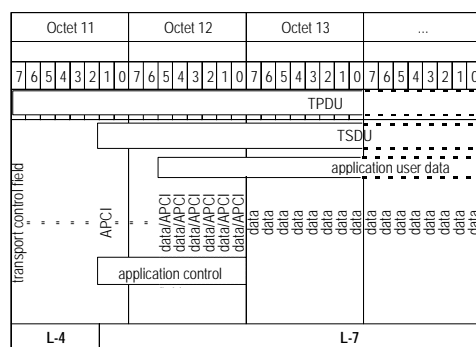 Octet 11 Octet 12 Octet 13 ...
7 6 5 4 3 2 1 0 7 6 5 4 3 2 1 0 7 6 5 4 3 2 1 0 7 6 5 4 3 2 1 0
TPDU
TSDU
application user data
transport control field " " " " " APCI " " " data/APCI data/APCI data/APCI data/APCI data/APCI data/APCI data data data data data data data data data data data data data data data data
application control
L-4 L-7